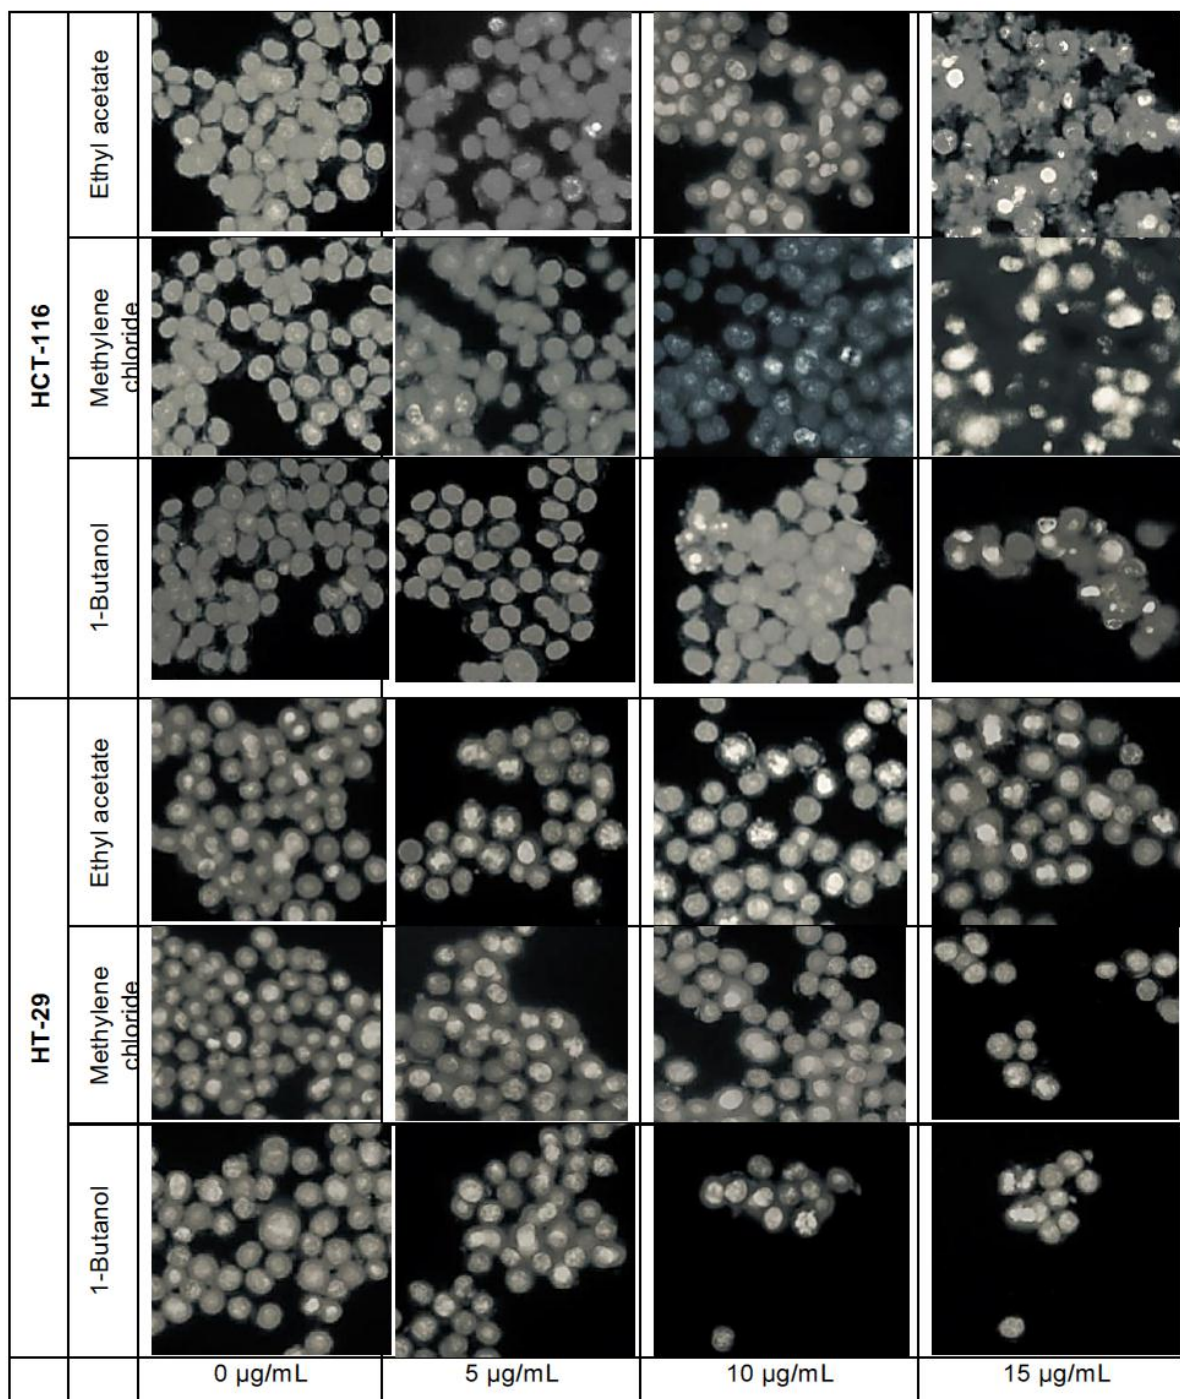 HCT-116
Ethyl acetate
Methylene
chloride
1-Butanol
HT-29
Ethyl acetate
Methylene
chloride
1-Butanol
0 µg/mL
5 µg/mL
10 µg/mL
15 µg/mL